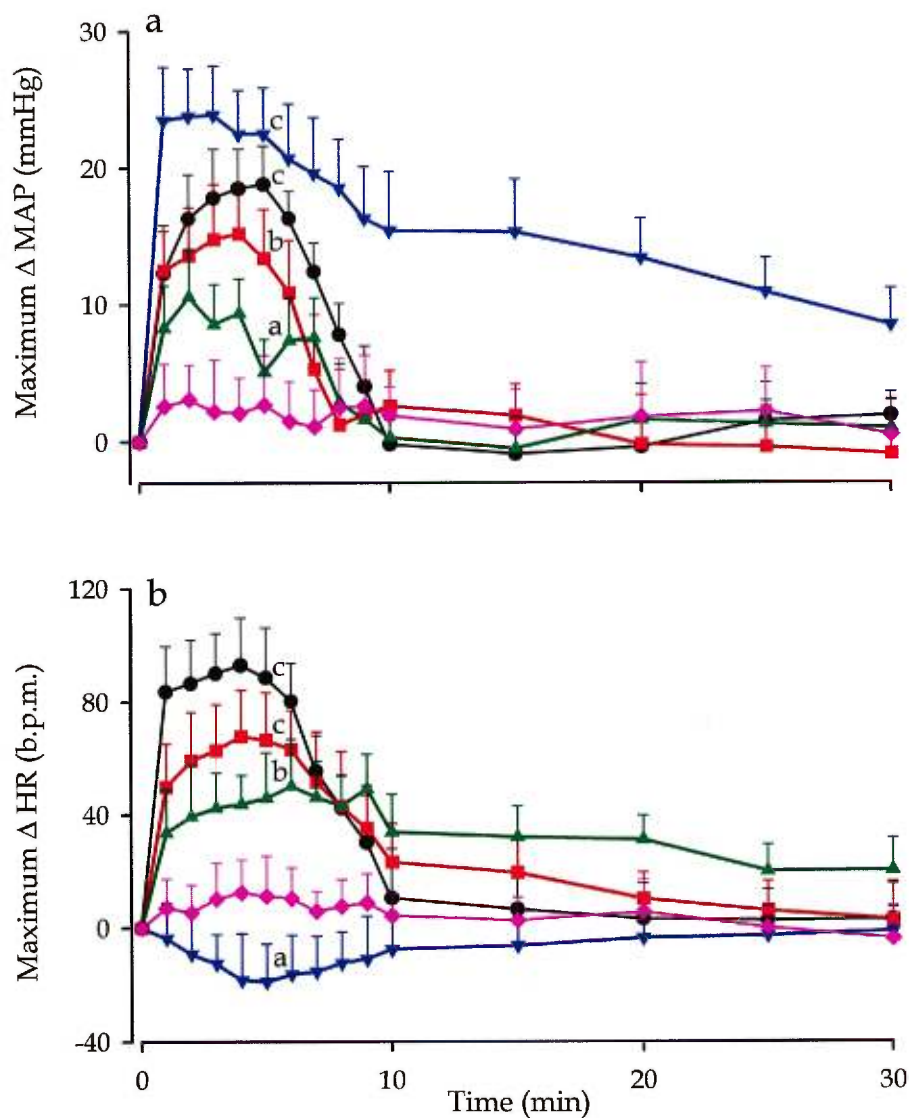 a
Maximum Δ MAP (mmHg)
30
20
10
0
c
c
b
a
b
Maximum Δ HR (b.p.m.)
120
80
40
0
-40
c
c
b
a
0
10
20
30
Time (min)